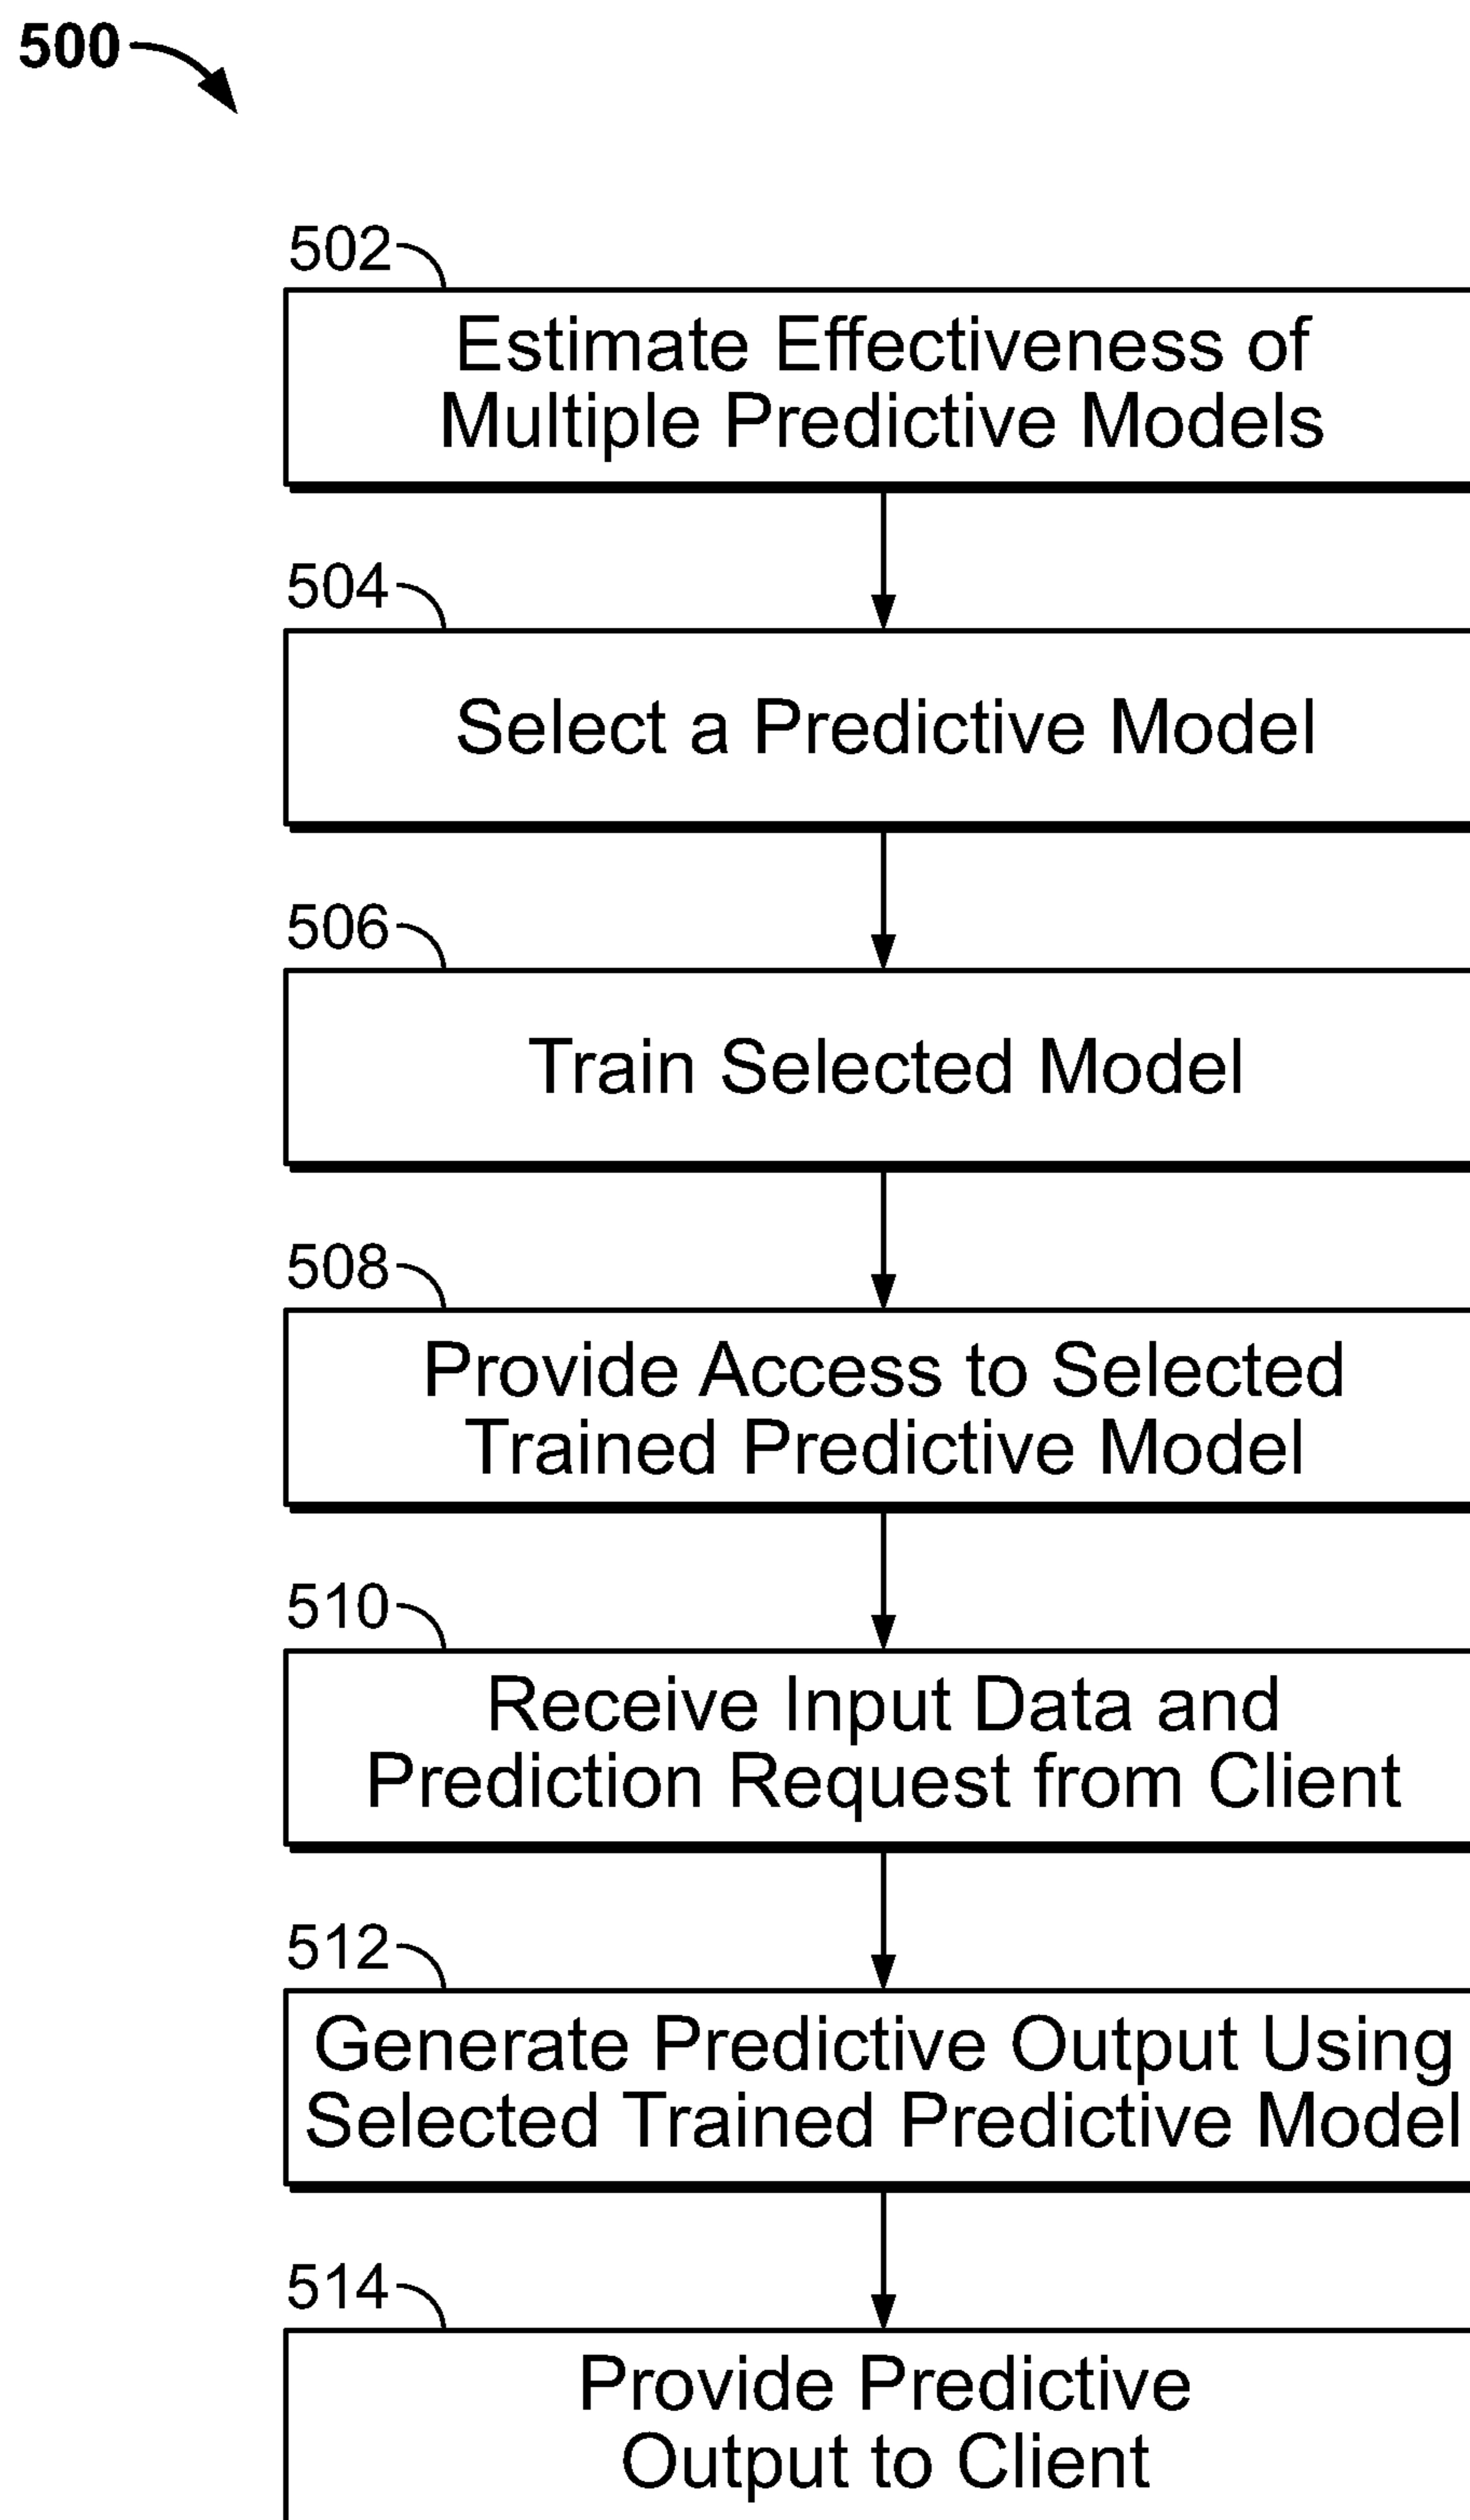 500
502
Estimate Effectiveness of
Multiple Predictive Models
504
Select a Predictive Model
506
Train Selected Model
508
Provide Access to Selected
Trained Predictive Model
510
Receive Input Data and
Prediction Request from Client
512
Generate Predictive Output Using
Selected Trained Predictive Model
514
Provide Predictive
Output to Client